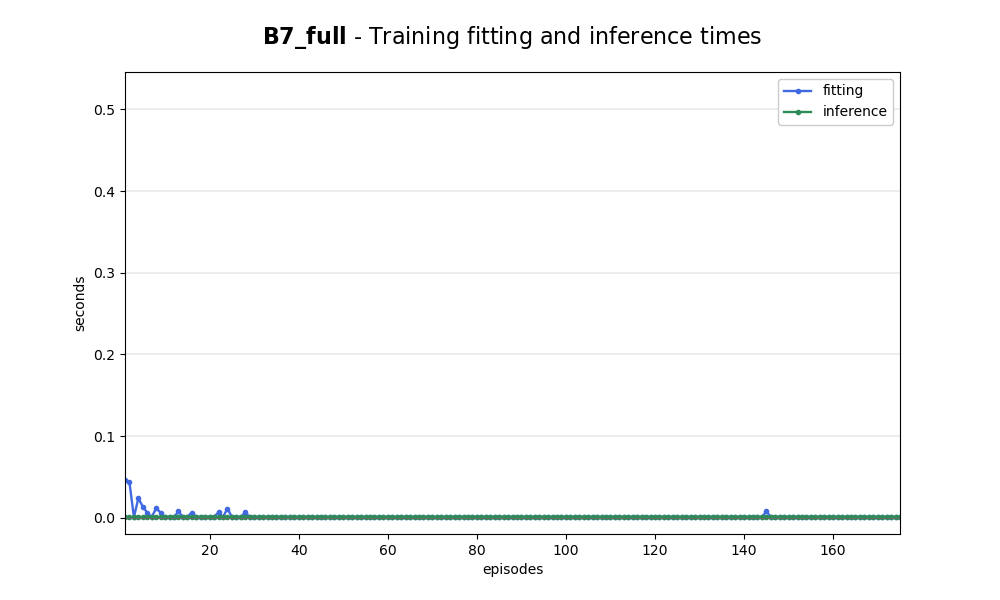 B7_full - Training fitting and inference times
fitting
inference
seconds
0.5
0.4
0.3
0.2
0.1
0.0
20 40 60 80 100 120 140 160
episodes